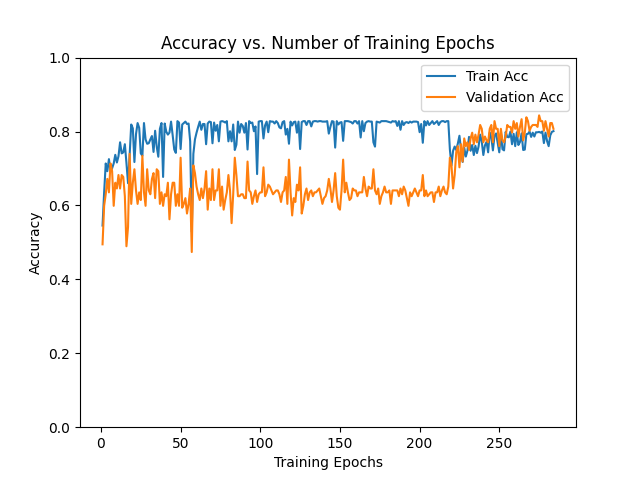 Accuracy vs. Number of Training Epochs
Train Acc
Validation Acc
1.0
0.8
0.6
0.4
0.2
0.0
Accuracy
0 50 100 150 200 250
Training Epochs